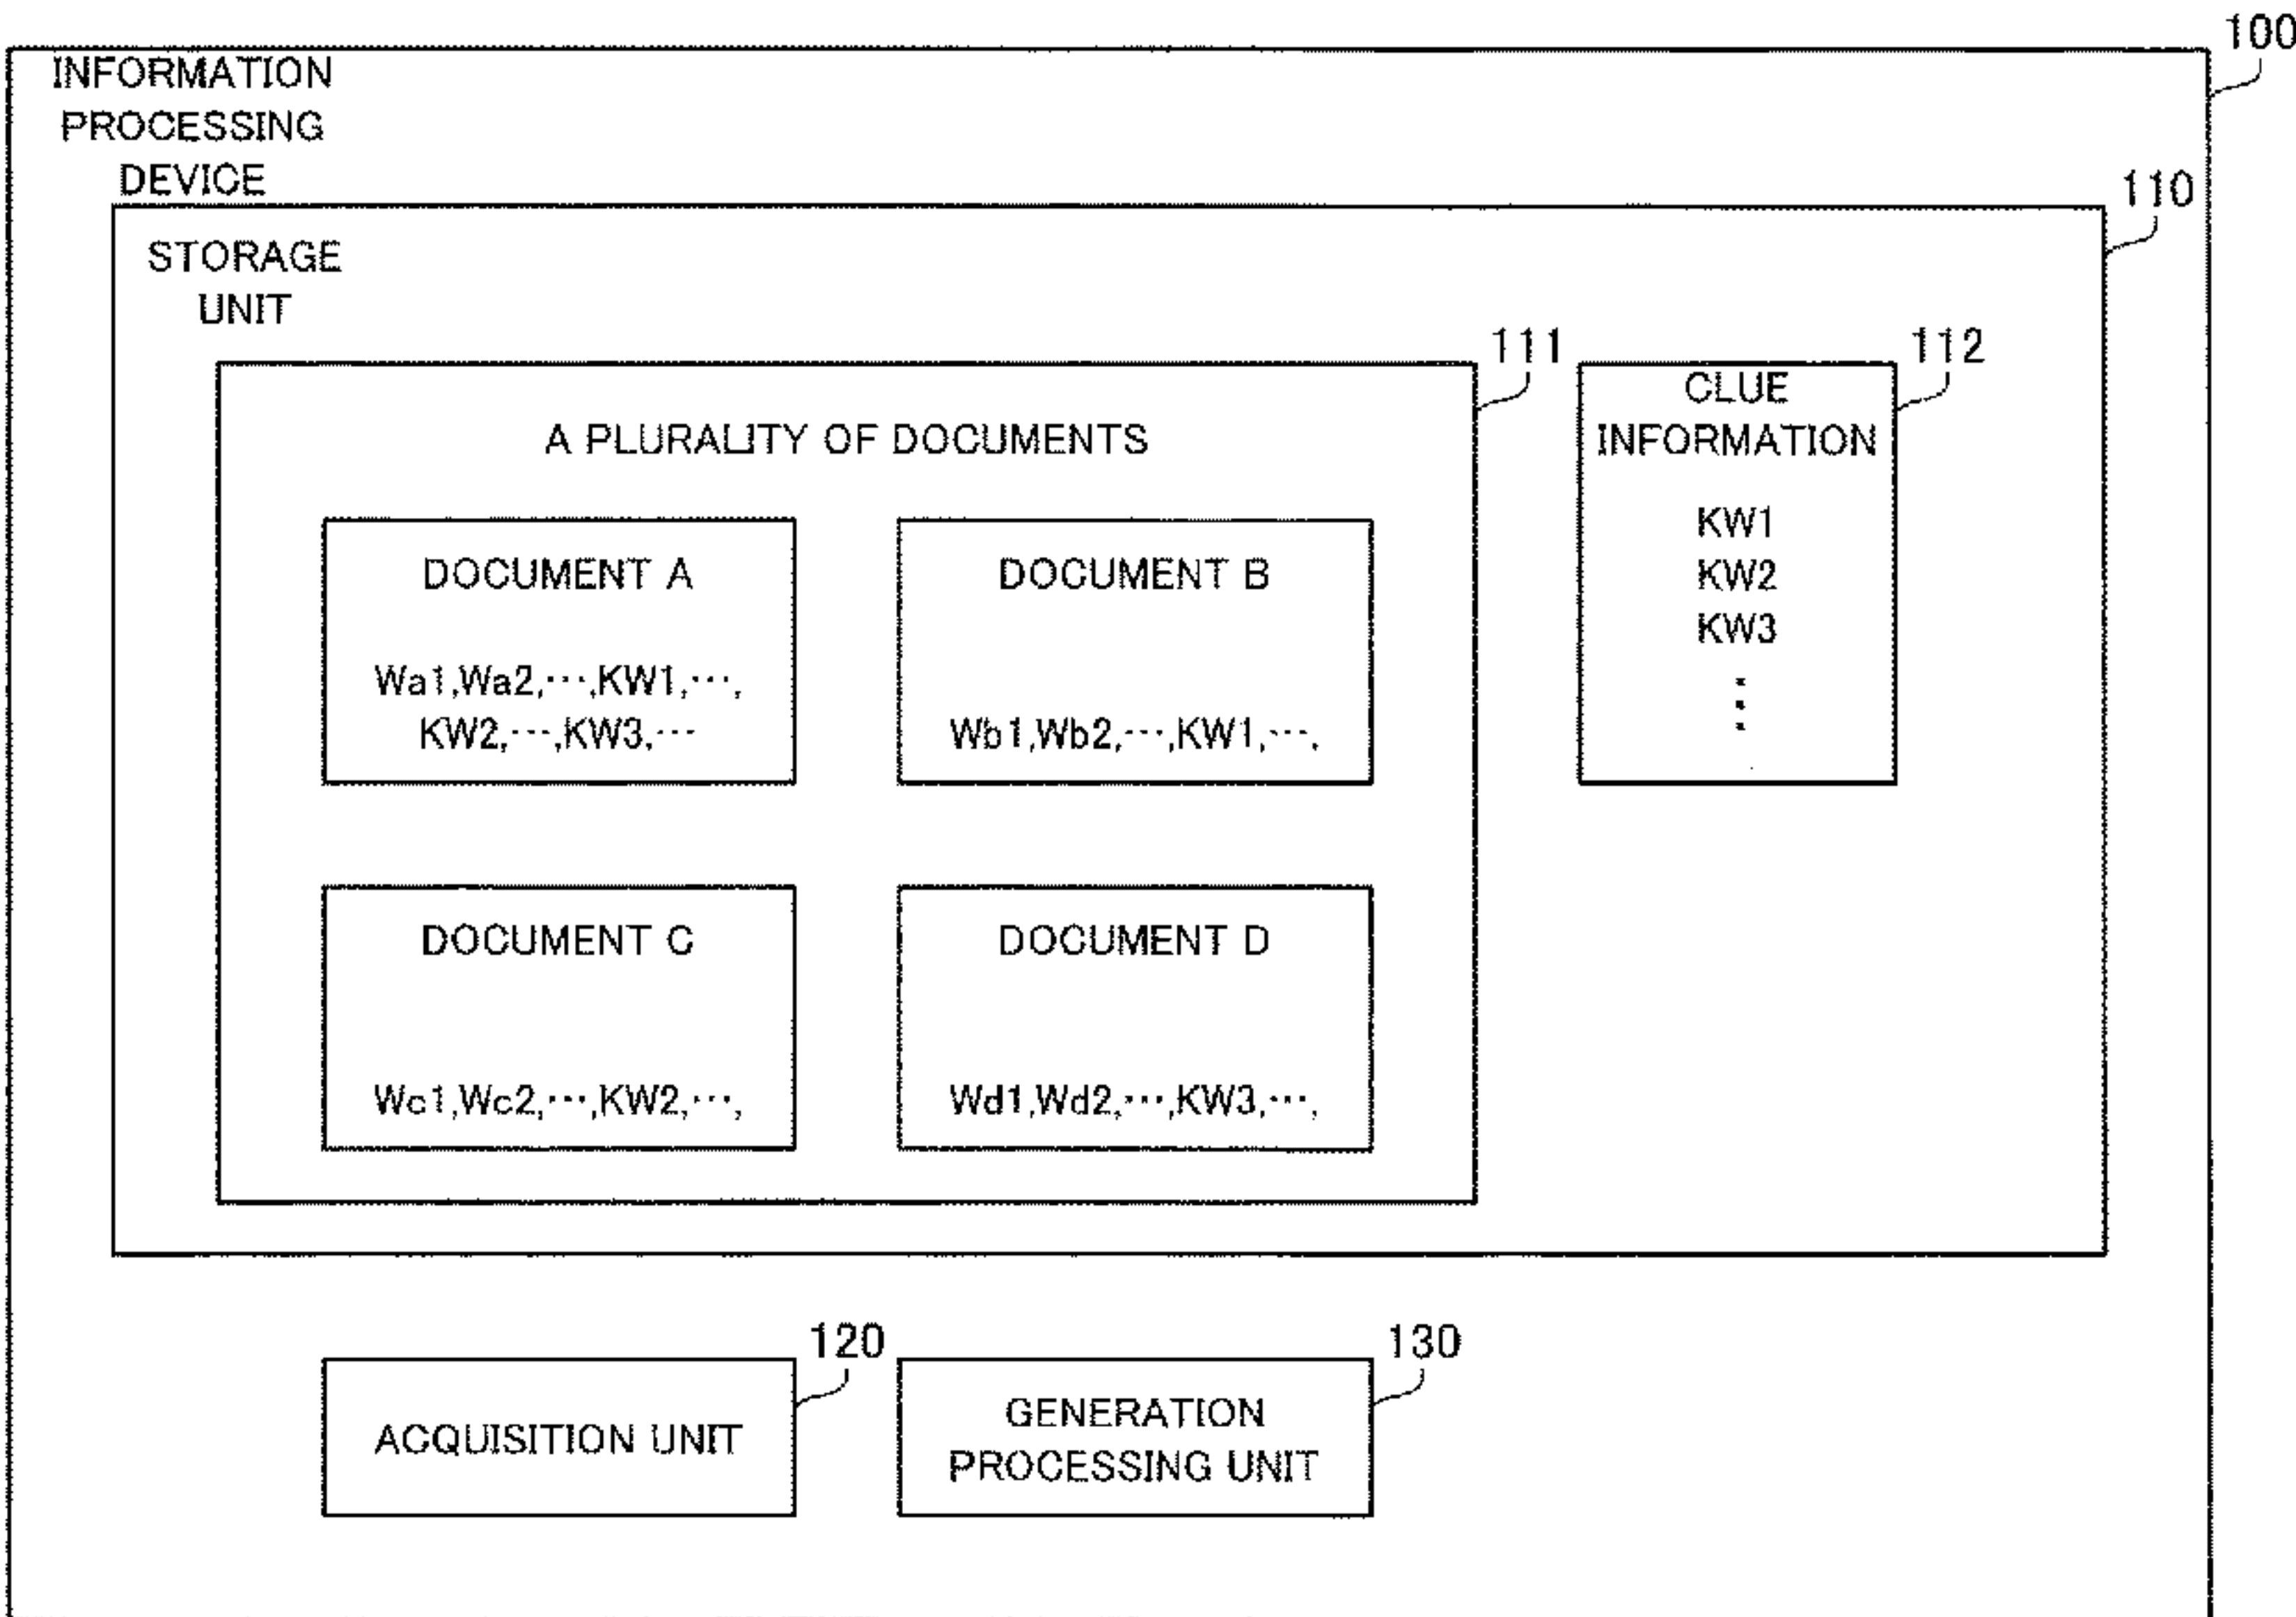 100
INFORMATION
PROCESSING
DEVICE
110
STORAGE
UNIT
111
112
A PLURALITY OF DOCUMENTS
CLUE
INFORMATION
KW1
KW2
KW3
⋮
DOCUMENT A
Wa1,Wa2,⋯,KW1,⋯,
KW2,⋯,KW3,⋯
DOCUMENT B
Wb1,Wb2,⋯,KW1,⋯,
DOCUMENT C
Wc1,Wc2,⋯,KW2,⋯,
DOCUMENT D
Wd1,Wd2,⋯,KW3,⋯,
120
ACQUISITION UNIT
130
GENERATION
PROCESSING UNIT